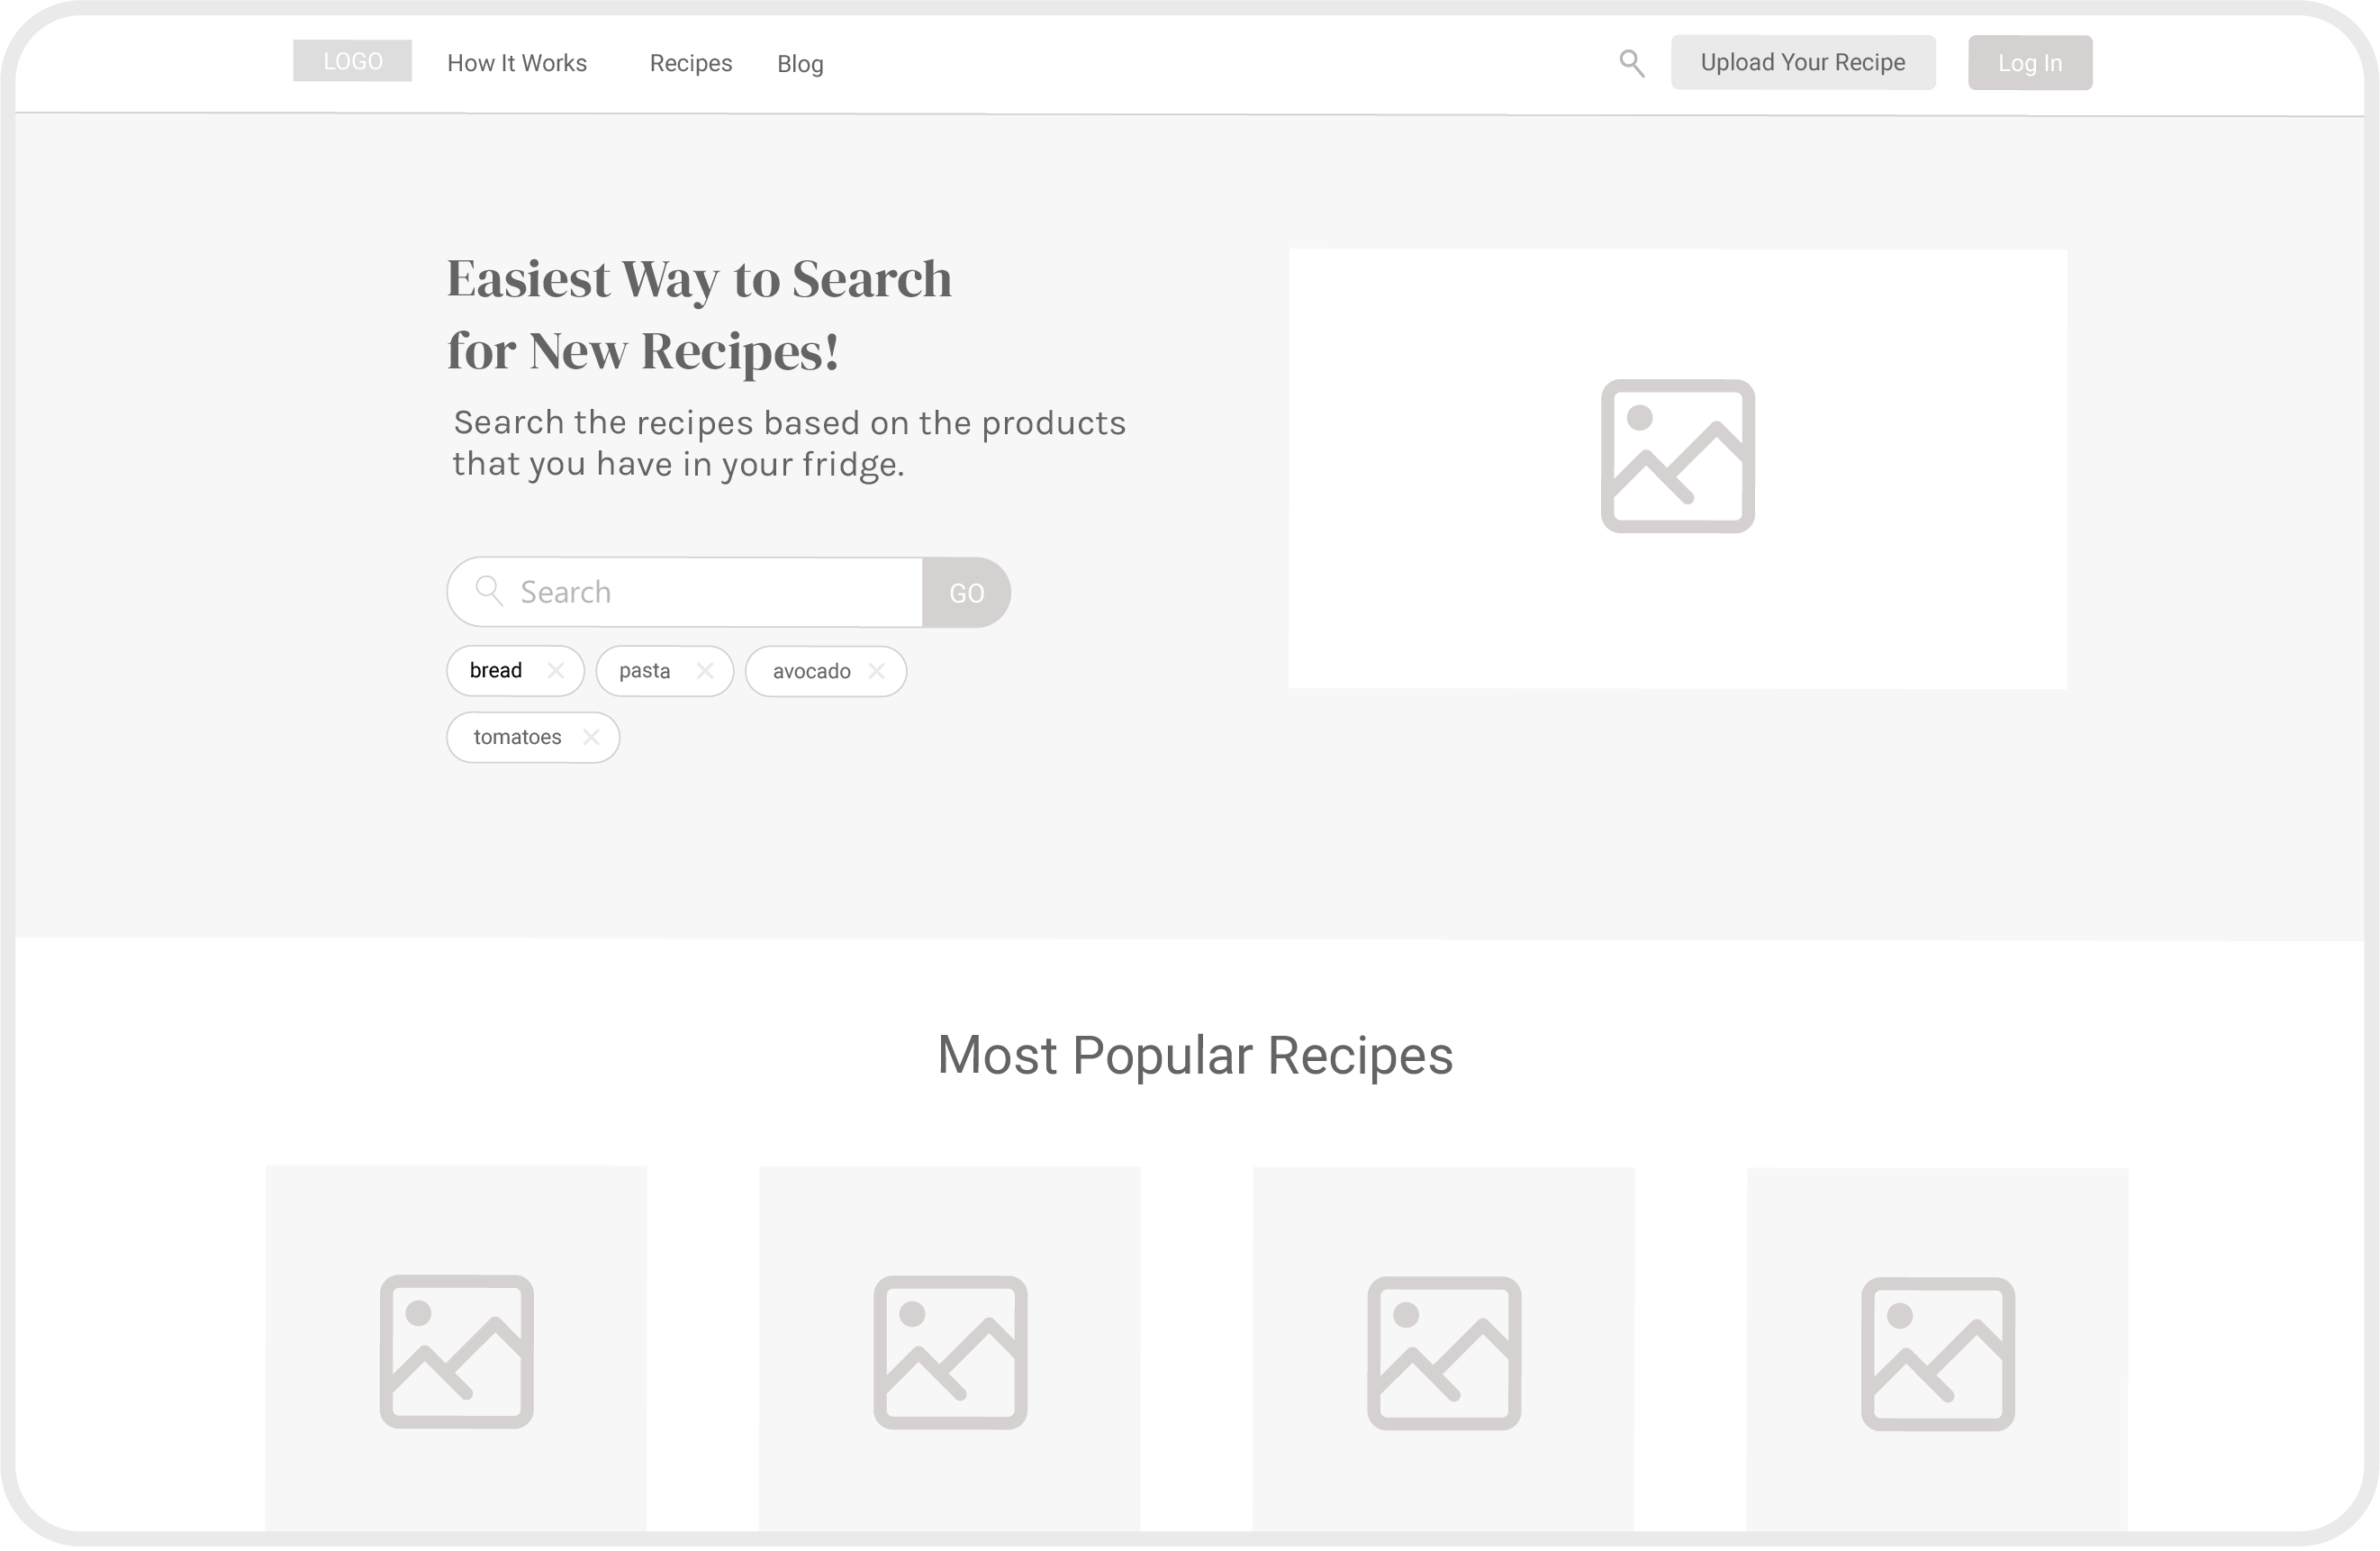 LOGO How It Works Recipes Blog Upload Your Recipe Log In
Easiest Way to Search
for New Recipes!
Search the recipes based on the products
that you have in your fridge.
Search GO
bread pasta avocado
tomatoes
Most Popular Recipes